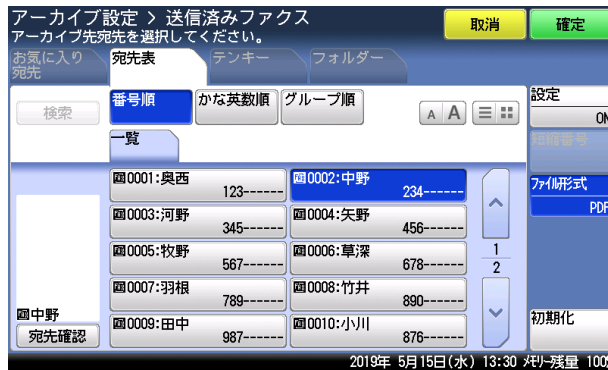 アーカイブ設定 > 送信済みファクス
アーカイブ先宛先を選択してください。
取消
確定
お気に入り
宛先
宛先表
テンキー
フォルダー
検索
番号順
かな英数順
グループ順
A A
設定
ON
一覧
短縮番号
0001:奥西
123------
0002:中野
234------
ファイル形式
PDF
0003:河野
345------
0004:矢野
456------
0005:牧野
567------
0006:草深
678------
1
2
0007:羽根
789------
0008:竹井
890------
中野
宛先確認
0009:田中
987------
0010:小川
876------
初期化
2019年 5月15日(水) 13:30 メモリー残量 100%